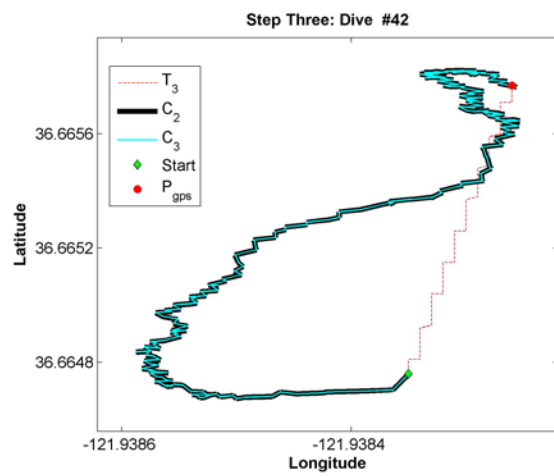 Step Three: Dive #42
T3
C2
C3
Start
Pgps
36.6656
36.6652
36.6648
Latitude
-121.9386
-121.9384
Longitude